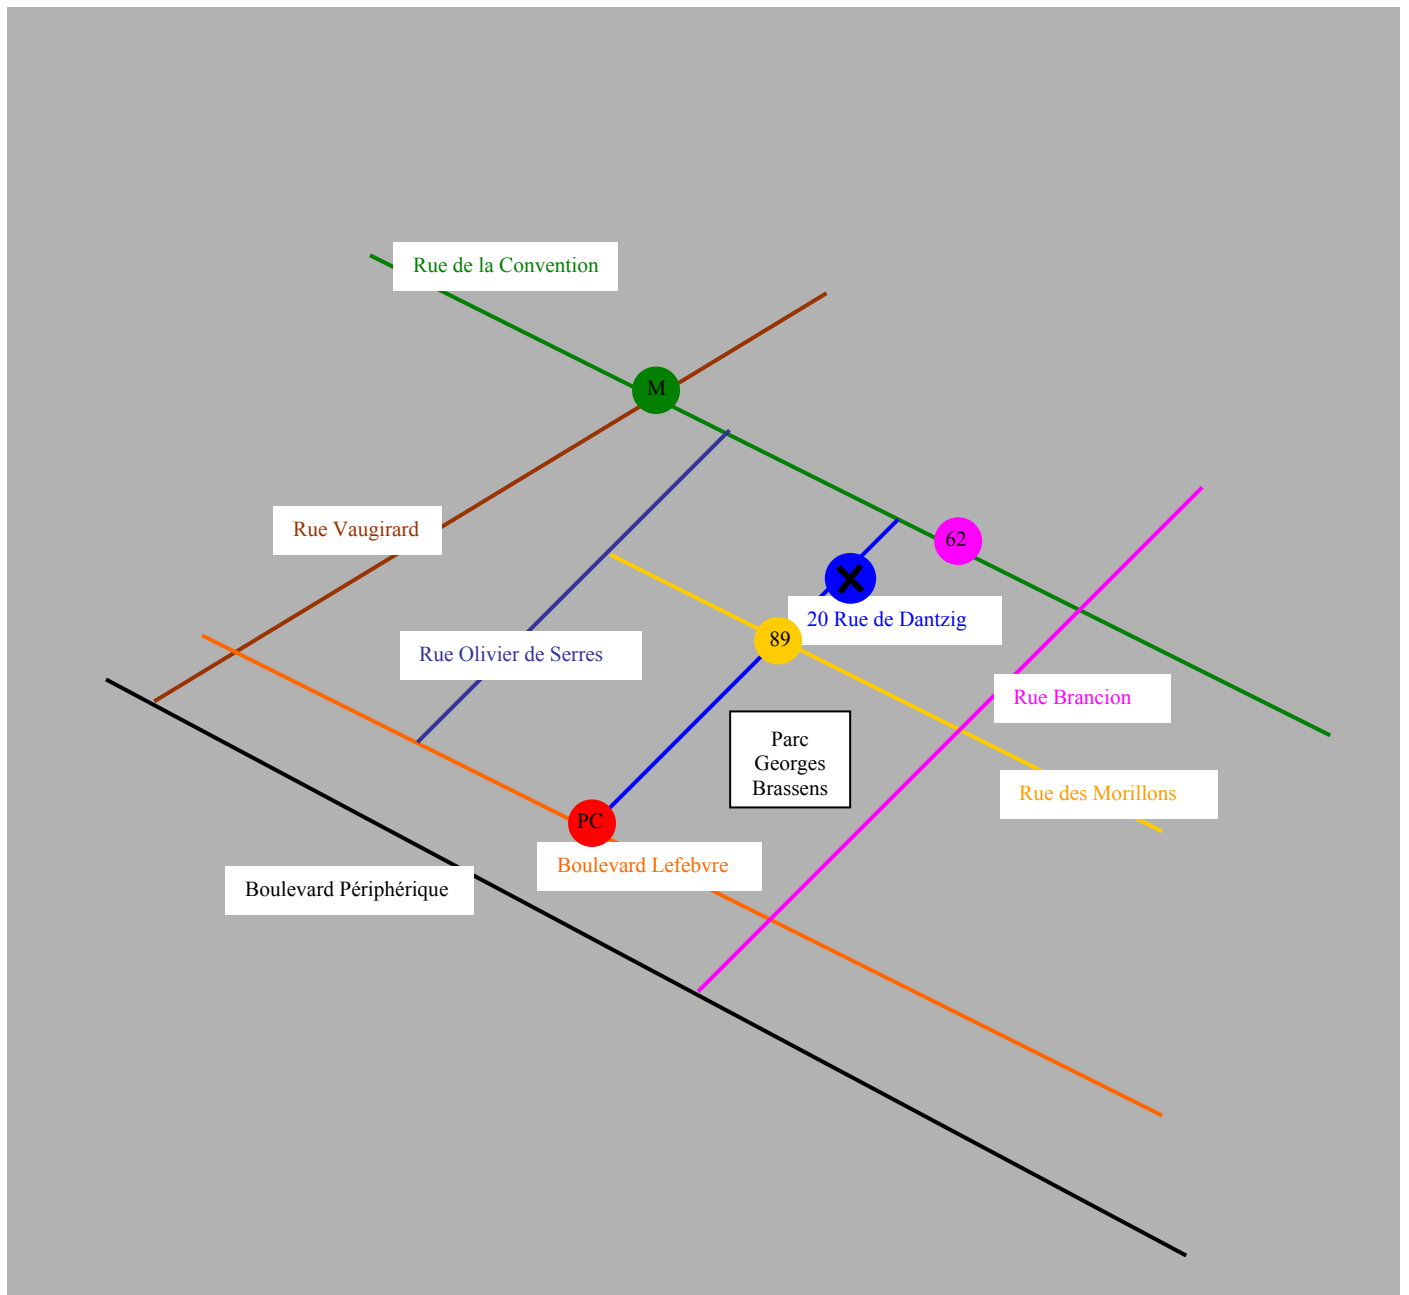 Rue de la Convention
M
Rue Vaugirard
62
20 Rue de Dantzig
89
Rue Olivier de Serres
Rue Brancion
Parc
Georges
Brassens
Rue des Morillons
PC
Boulevard Lefebvre
Boulevard Périphérique